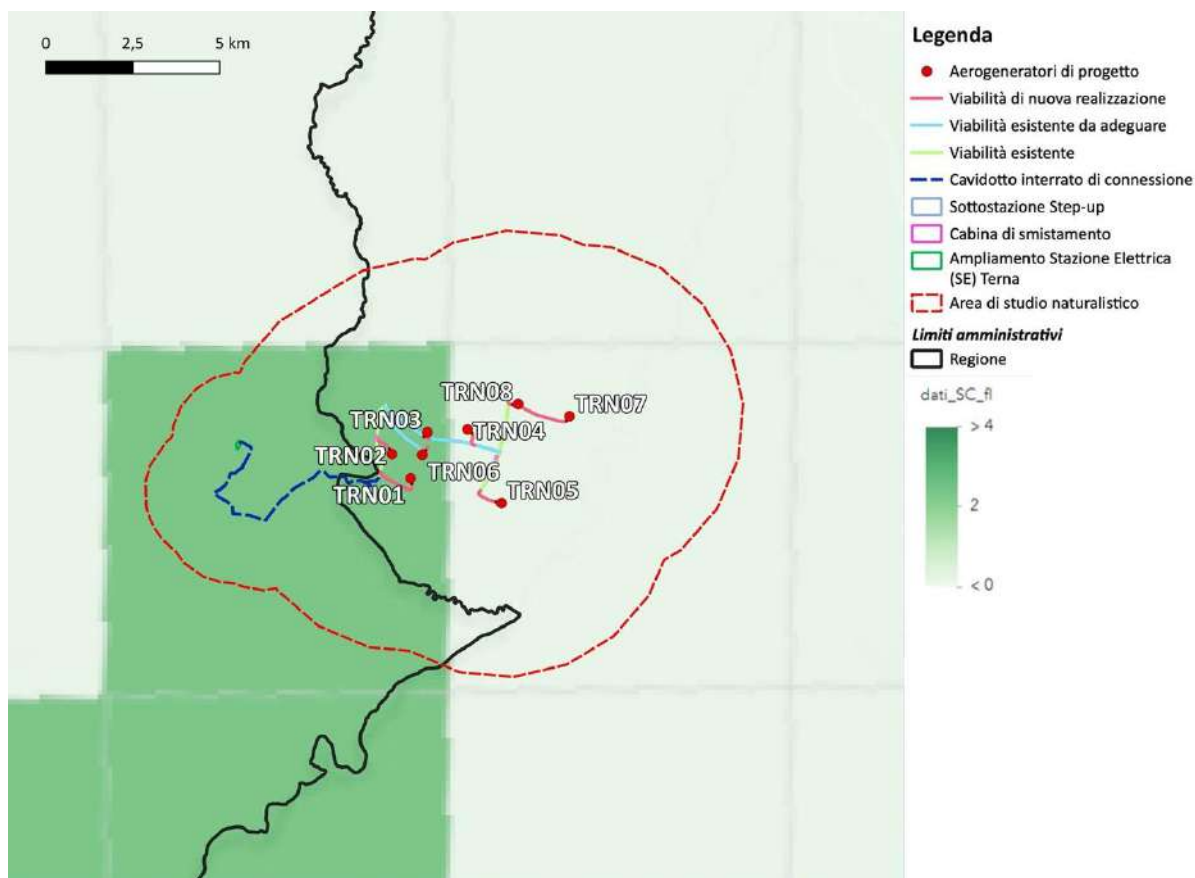 0 2,5 5 km
TRN08
TRN07
TRN03
TRN04
TRN02
TRN06
TRN01
TRN05
Legenda
Aerogeneratori di progetto
Viabilità di nuova realizzazione
Viabilità esistente da adeguare
Viabilità esistente
Cavidotto interrato di connessione
Sottostazione Step-up
Cabina di smistamento
Ampliamento Stazione Elettrica
(SE) Terna
Area di studio naturalistico
Limiti amministrativi
Regione
dati_SC_fl
> 4
2
< 0